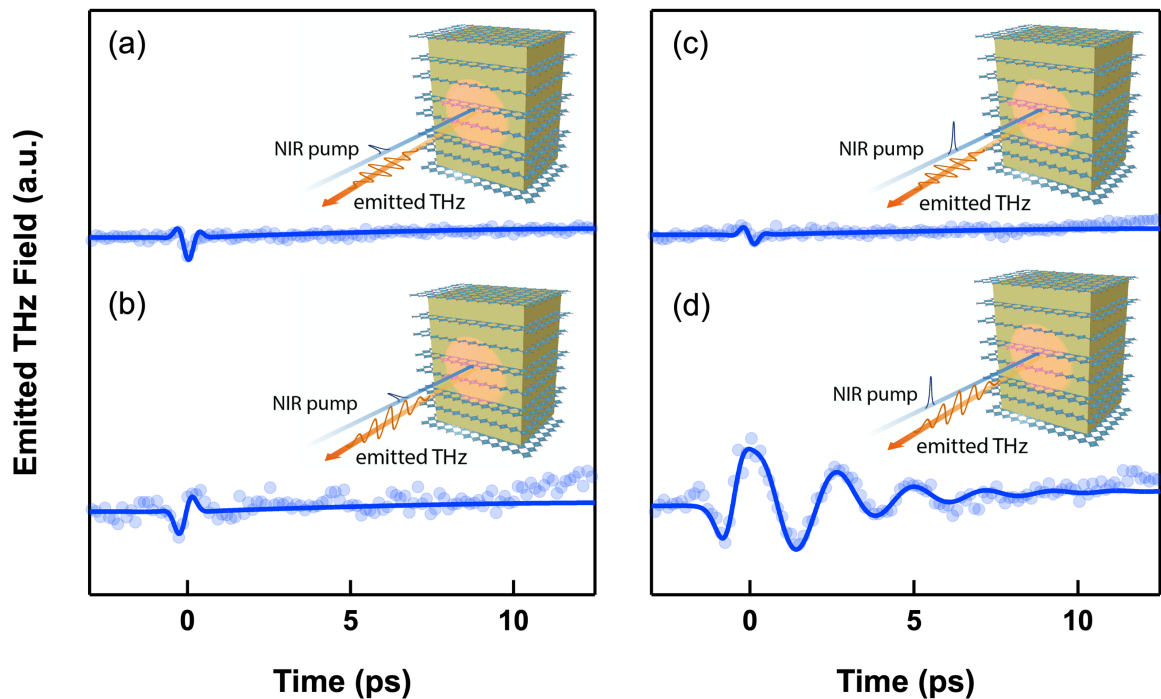 Emitted THz Field (a.u.)
(a)
NIR pump
emitted THz
(b)
NIR pump
emitted THz
0 5 10
Time (ps)
(c)
NIR pump
emitted THz
(d)
NIR pump
emitted THz
0 5 10
Time (ps)